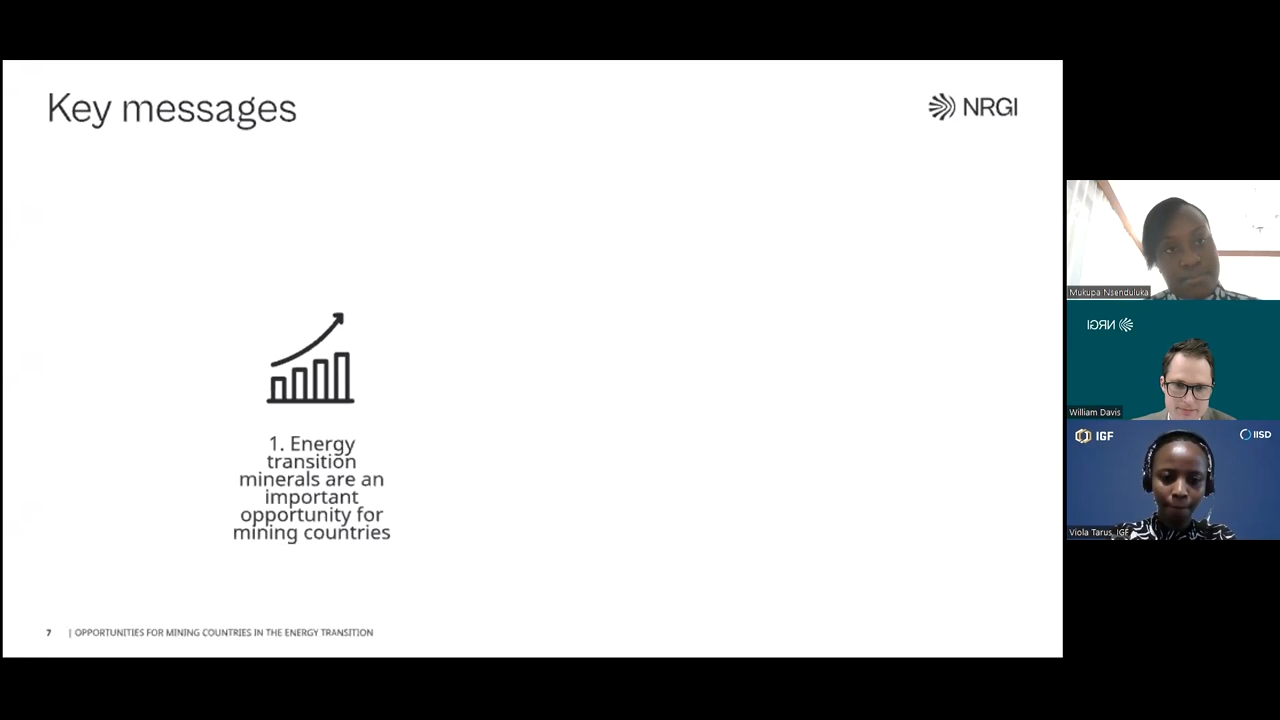 Key messages
NRGI
1. Energy
transition
minerals are an
important
opportunity for
mining countries
7 | OPPORTUNITIES FOR MINING COUNTRIES IN THE ENERGY TRANSITION
Mukupa Nsenduluka
NRGI
William Davis
IGF
IISD
Viola Tarus, IGF